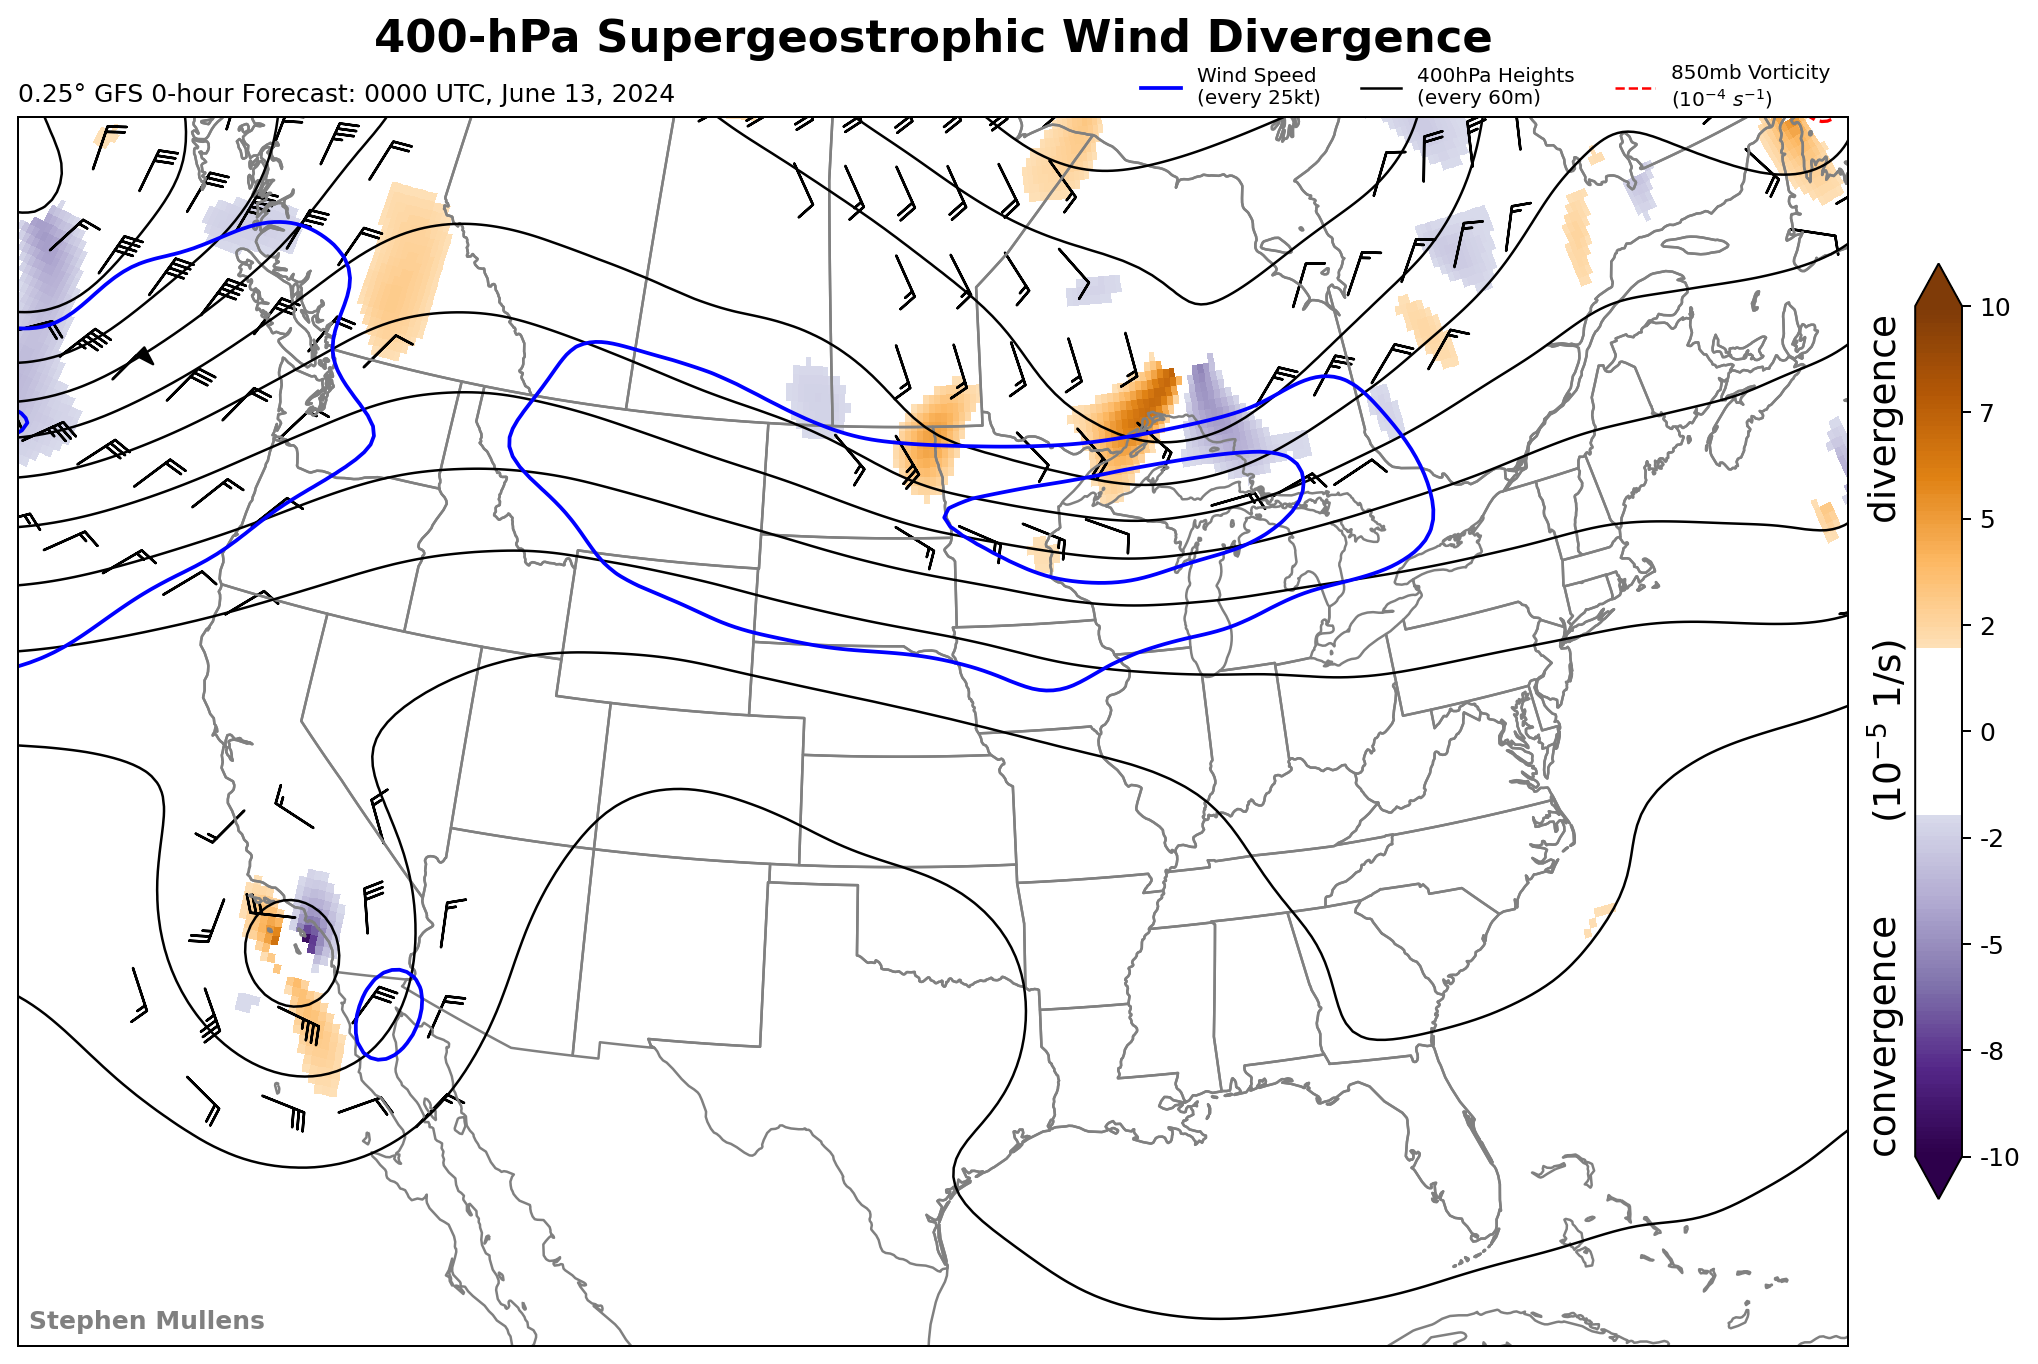 400-hPa Supergeostrophic Wind Divergence
0.25° GFS 0-hour Forecast: 0000 UTC, June 13, 2024
Wind Speed
(every 25kt)
400hPa Heights
(every 60m)
850mb Vorticity
(10⁻⁴ s⁻¹)
10
7
5
2
0
-2
-5
-8
-10
convergence (10⁻⁵ 1/s) divergence
Stephen Mullens